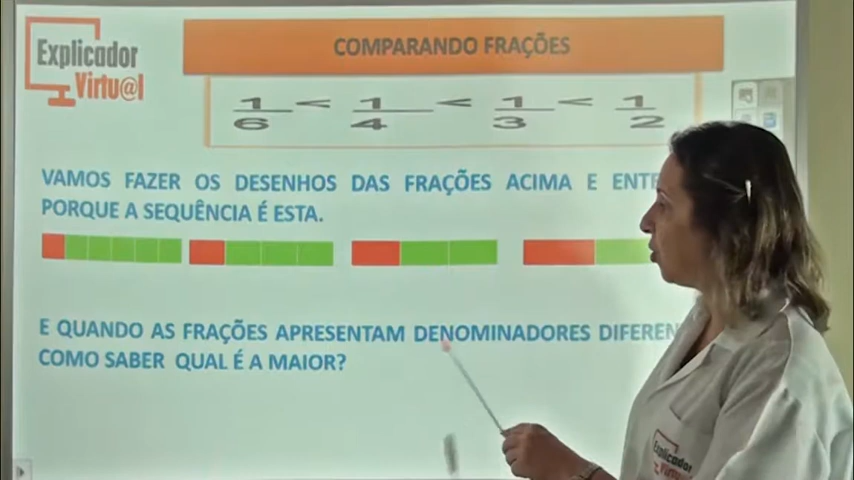 Explicador
Virtu@l
COMPARANDO FRAÇÕES
1/6 < 1/4 < 1/3 < 1/2
VAMOS FAZER OS DESENHOS DAS FRAÇÕES ACIMA E
PORQUE A SEQUÊNCIA É ESTA.
E QUANDO AS FRAÇÕES APRESENTAM DENOMINADORES
COMO SABER QUAL É A MAIOR?
Explicador